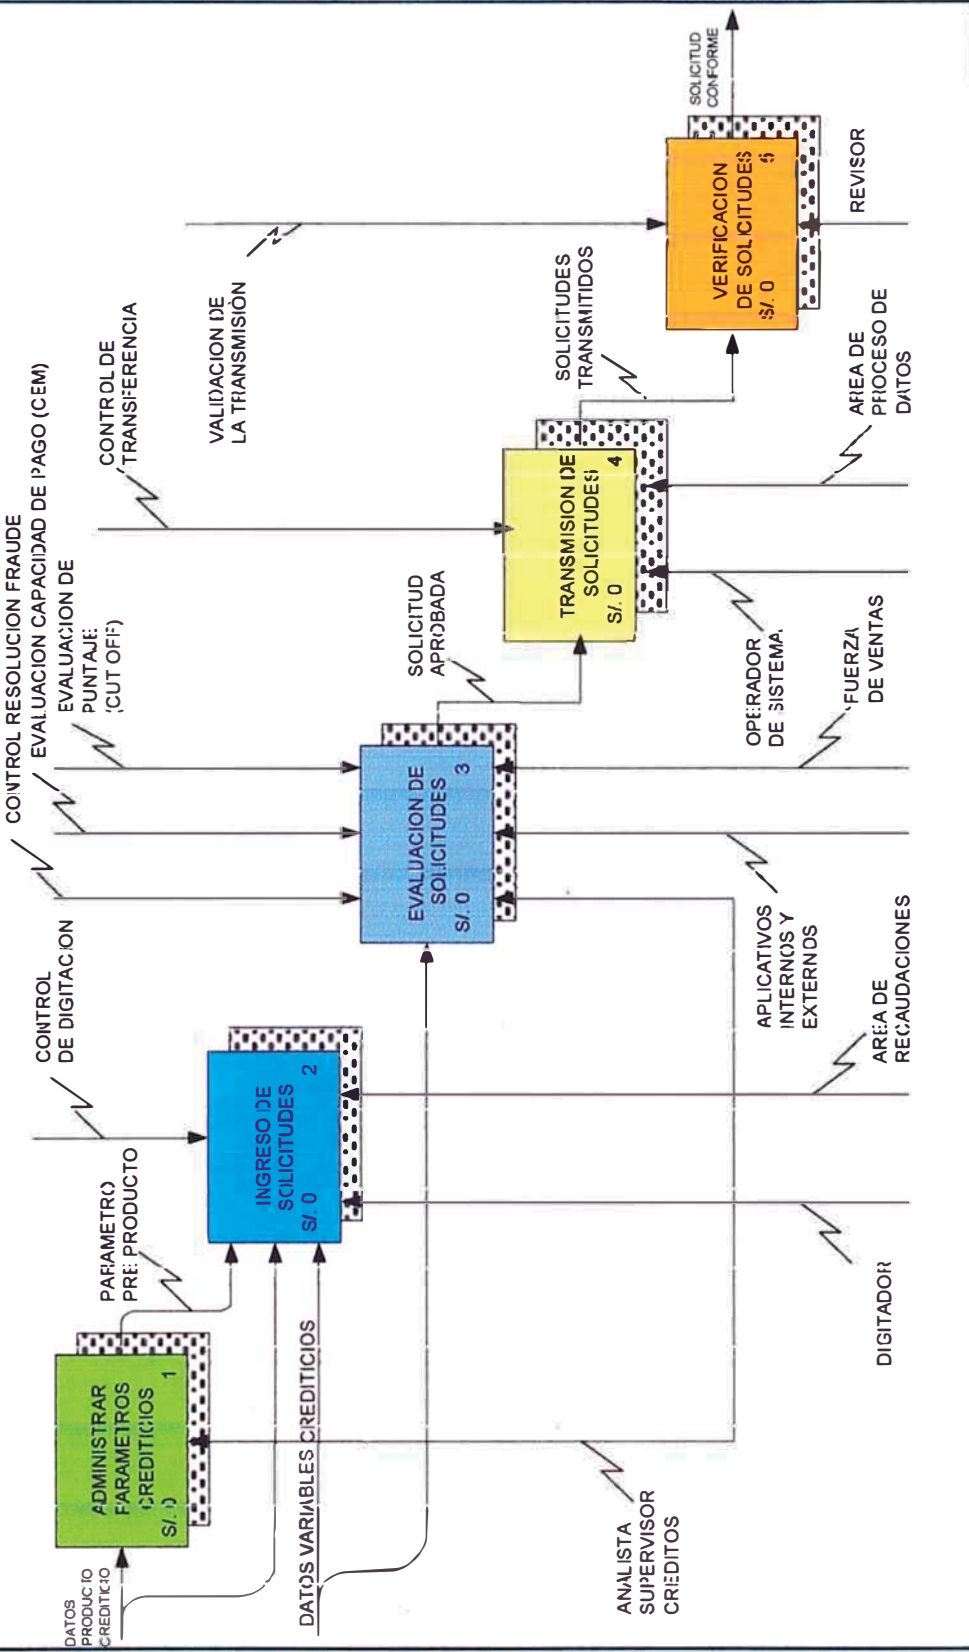 CONTROL RESOLUCION FRAUDE
EVALUACION CAPACIDAD DE PAGO (CEM)
EVALUACION DE
PUNTAJE
(CUT OFF)
CONTROL
DE DIGITACION
CONTROL DE
TRANSFERENCIA
VALIDACION DE
LA TRANSMISIÓN
DATOS
PRODUCTO
CREDITICIO
ADMINISTRAR
PARAMETROS
CREDITICIOS
S/. 0 1
PARAMETRO
PRE PRODUCTO
INGRESO DE
SOLICITUDES
S/. 0 2
DATOS VARIABLES CREDITICIOS
EVALUACION DE
SOLICITUDES
S/. 0 3
SOLICITUD
APROBADA
TRANSMISION DE
SOLICITUDES
S/. 0 4
SOLICITUDES
TRANSMITIDOS
VERIFICACION
DE SOLICITUDES
S/. 0 5
SOLICITUD
CONFORME
ANALISTA
SUPERVISOR
CREDITOS
DIGITADOR
AREA DE
RECAUDACIONES
APLICATIVOS
INTERNOS Y
EXTERNOS
FUERZA
DE VENTAS
OPERADOR
DE SISTEMA
AREA DE
PROCESO DE
DATOS
REVISOR